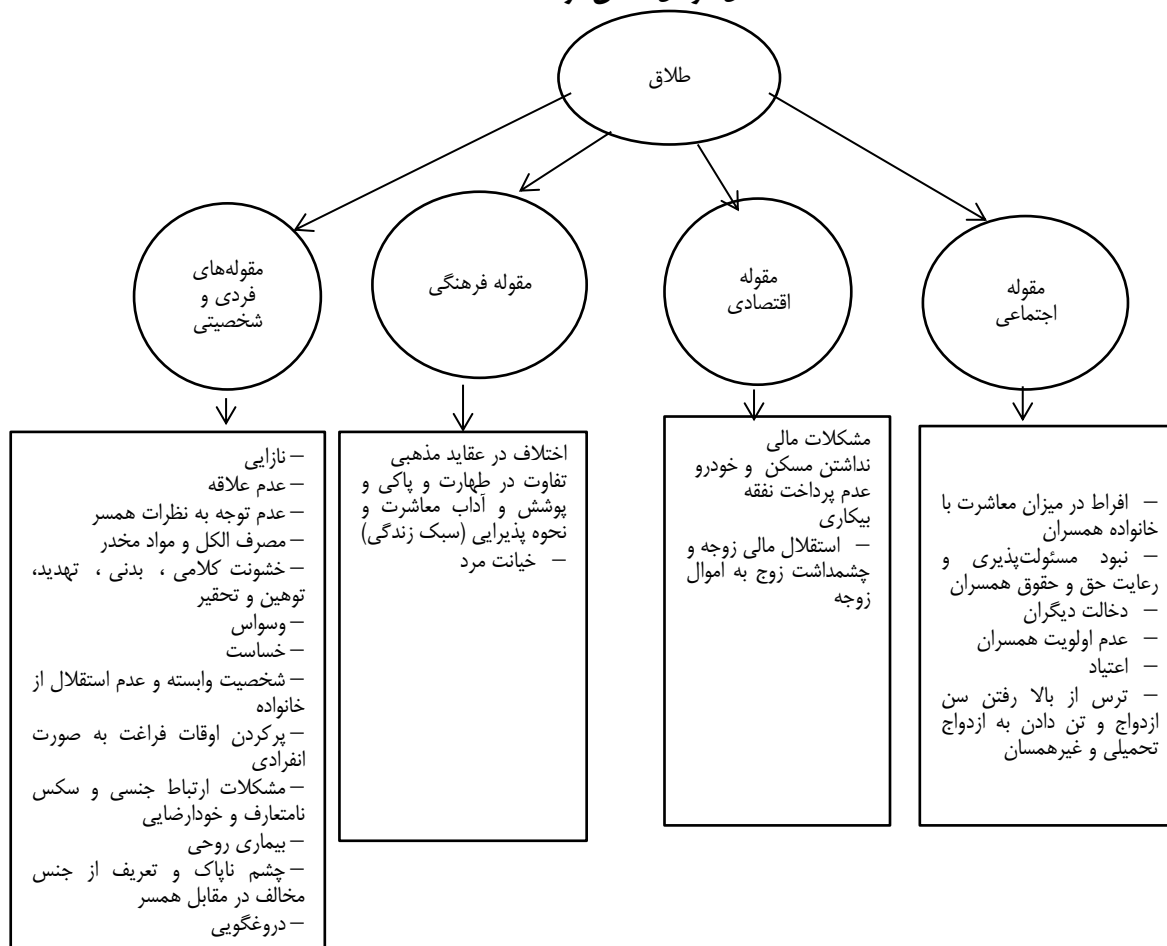 طلاق
مقوله
اجتماعی
مقوله
اقتصادی
مقوله فرهنگی
مقوله‌های
فردی و
شخصیتی
– افراط در میزان معاشرت با
خانواده همسران
– نبود مسئولت‌پذیری و
رعایت حق و حقوق همسران
– دخالت دیگران
– عدم اولویت همسران
– اعتیاد
– ترس از بالا رفتن سن
ازدواج و تن دادن به ازدواج
تحمیلی و غیرهمسان
مشکلات مالی
نداشتن مسکن و خودرو
عدم پرداخت نفقه
بیکاری
– استقلال مالی زوجه و
چشمداشت زوج به اموال
زوجه
اختلاف در عقاید مذهبی
تفاوت در طهارت و پاکی و
پوشش و آداب معاشرت و
نحوه پذیرایی (سبک زندگی)
– خیانت مرد
– نازایی
– عدم علاقه
– عدم توجه به نظرات همسر
– مصرف الکل و مواد مخدر
– خشونت کلامی ، بدنی ، تهدید،
توهین و تحقیر
– وسواس
– خساست
– شخصیت وابسته و عدم استقلال از
خانواده
– پرکردن اوقات فراغت به صورت
انفرادی
– مشکلات ارتباط جنسی و سکس
نامتعارف و خودارضایی
– بیماری روحی
– چشم ناپاک و تعریف از جنس
مخالف در مقابل همسر
– دروغگویی